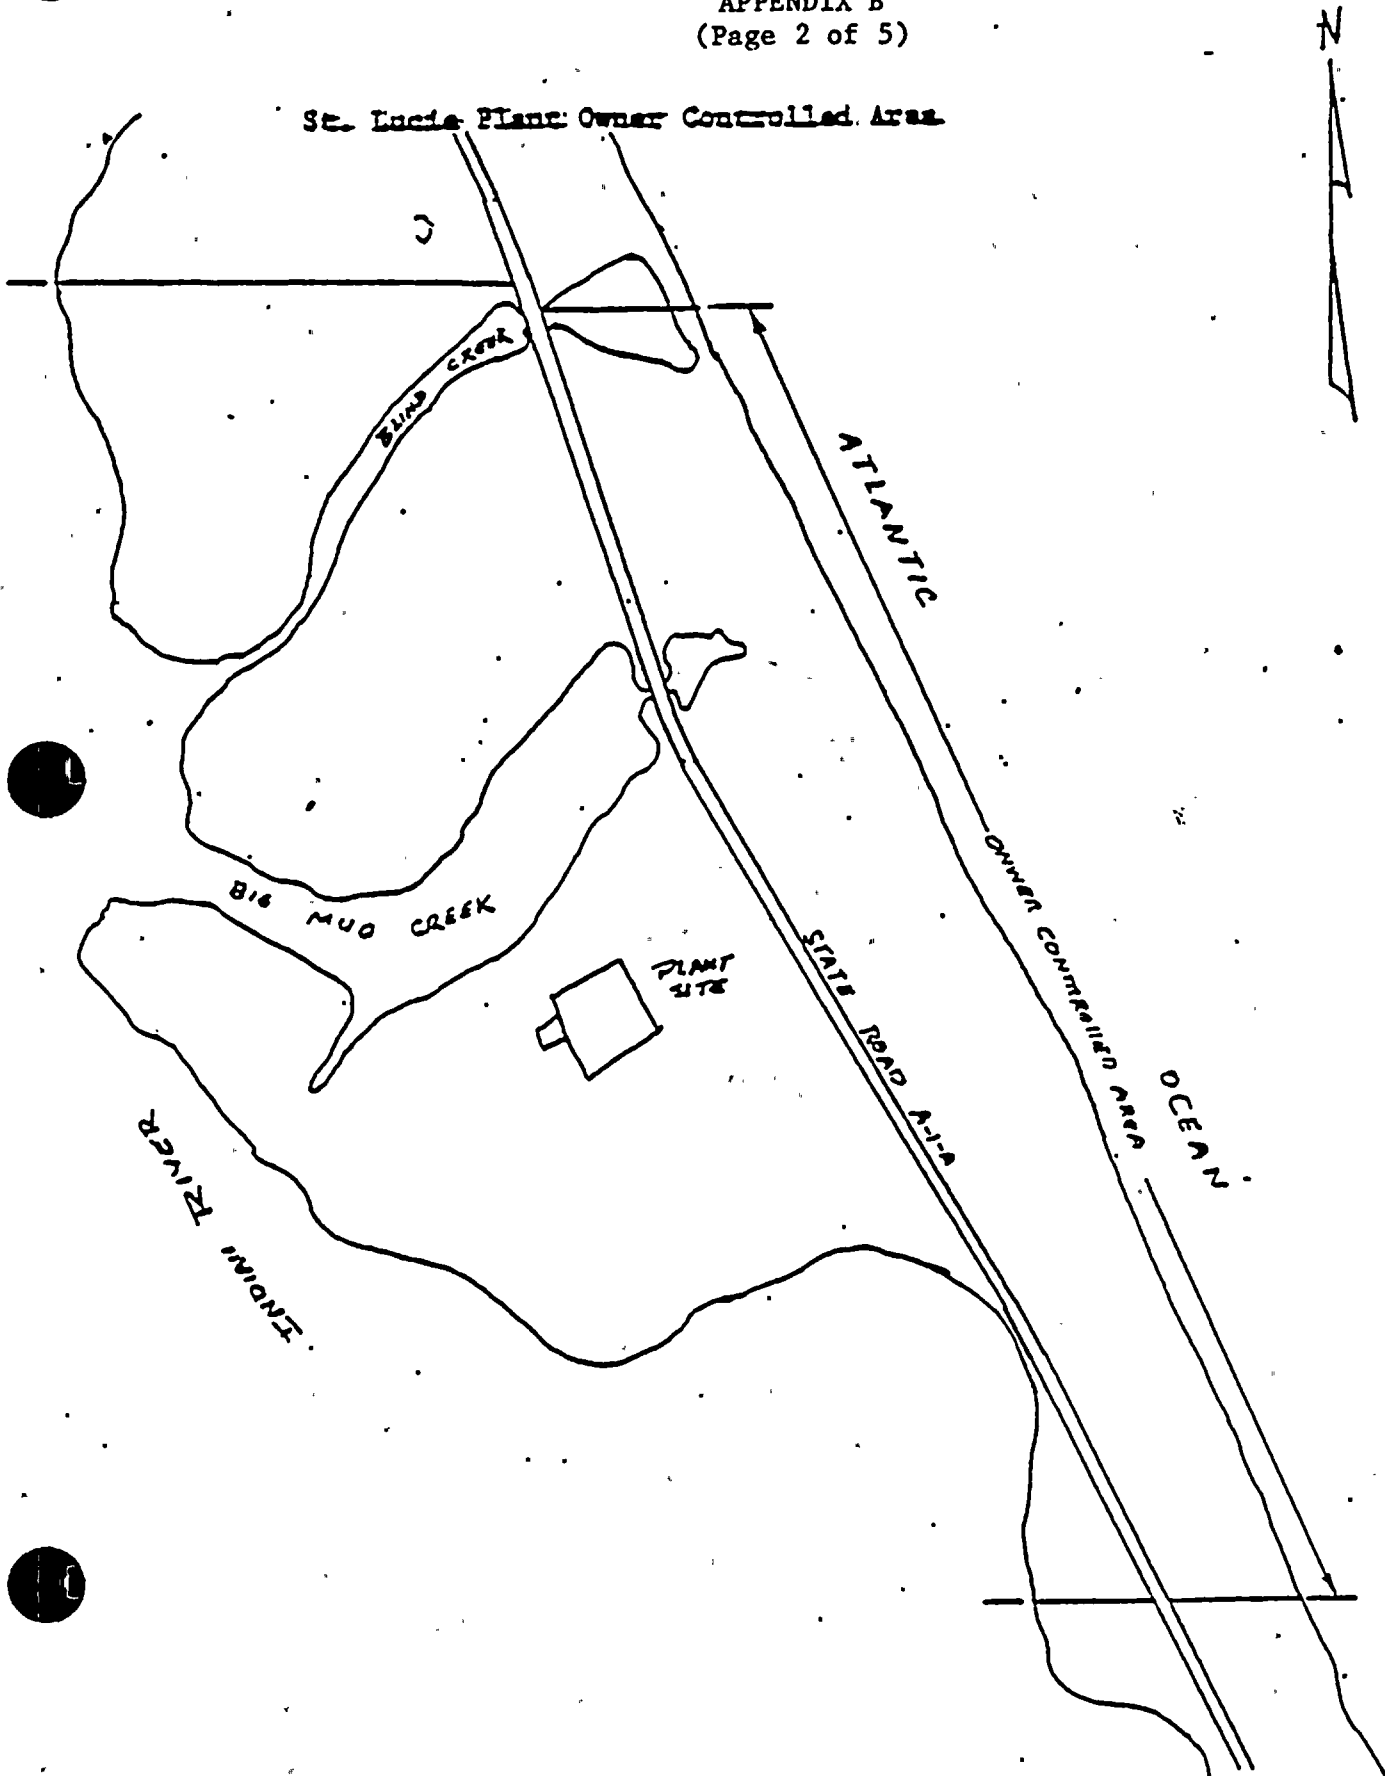 APPENDIX B
(Page 2 of 5)
N
St. Lucie Plant Owner Controlled Area
BLIND CREEK
ATLANTIC
BIG MUD CREEK
PLANT
SITE
STATE ROAD A-1-A
OWNER CONTROLLED AREA
OCEAN
INDIAN RIVER